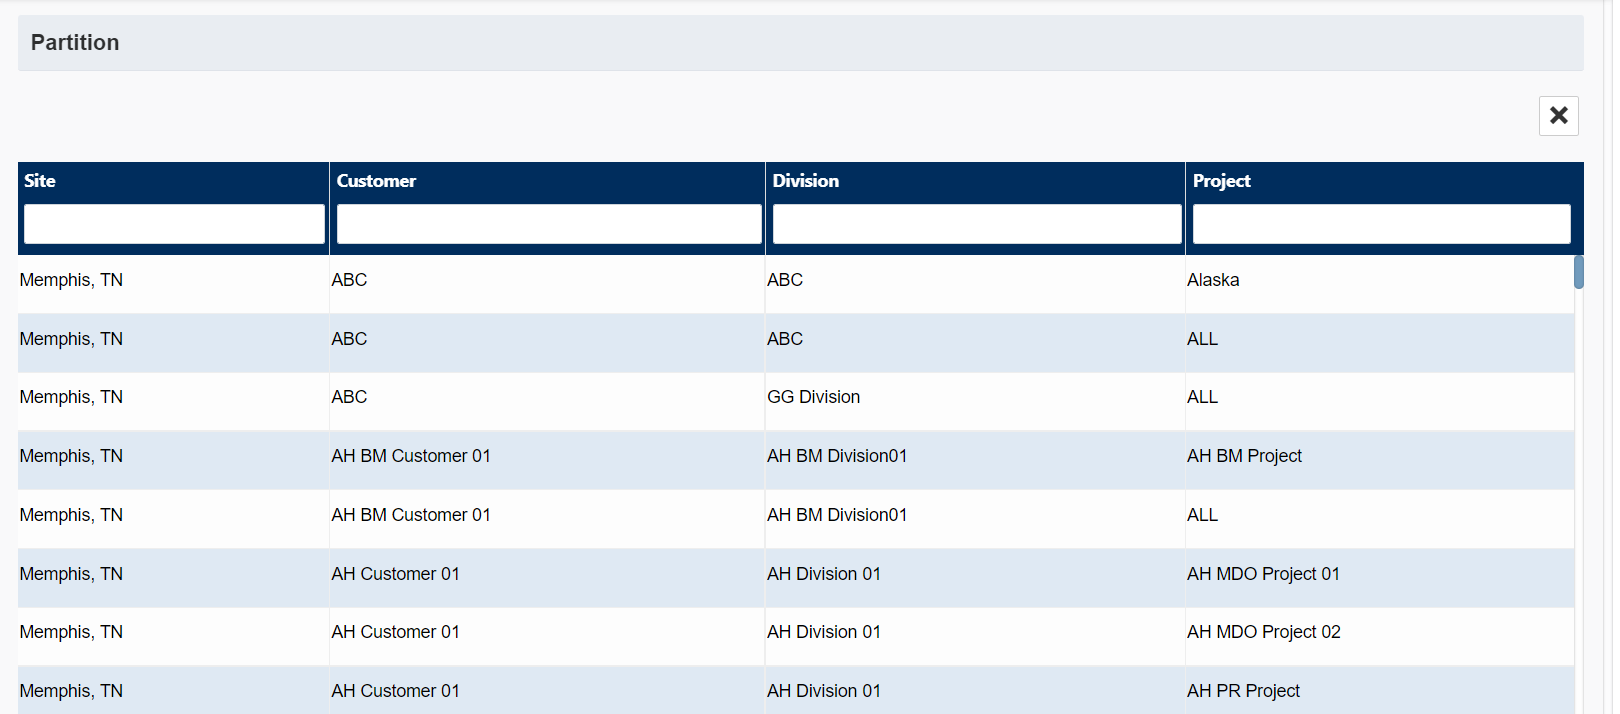 Partition
Site Customer Division Project
Memphis, TN ABC ABC Alaska
Memphis, TN ABC ABC ALL
Memphis, TN ABC GG Division ALL
Memphis, TN AH BM Customer 01 AH BM Division01 AH BM Project
Memphis, TN AH BM Customer 01 AH BM Division01 ALL
Memphis, TN AH Customer 01 AH Division 01 AH MDO Project 01
Memphis, TN AH Customer 01 AH Division 01 AH MDO Project 02
Memphis, TN AH Customer 01 AH Division 01 AH PR Project